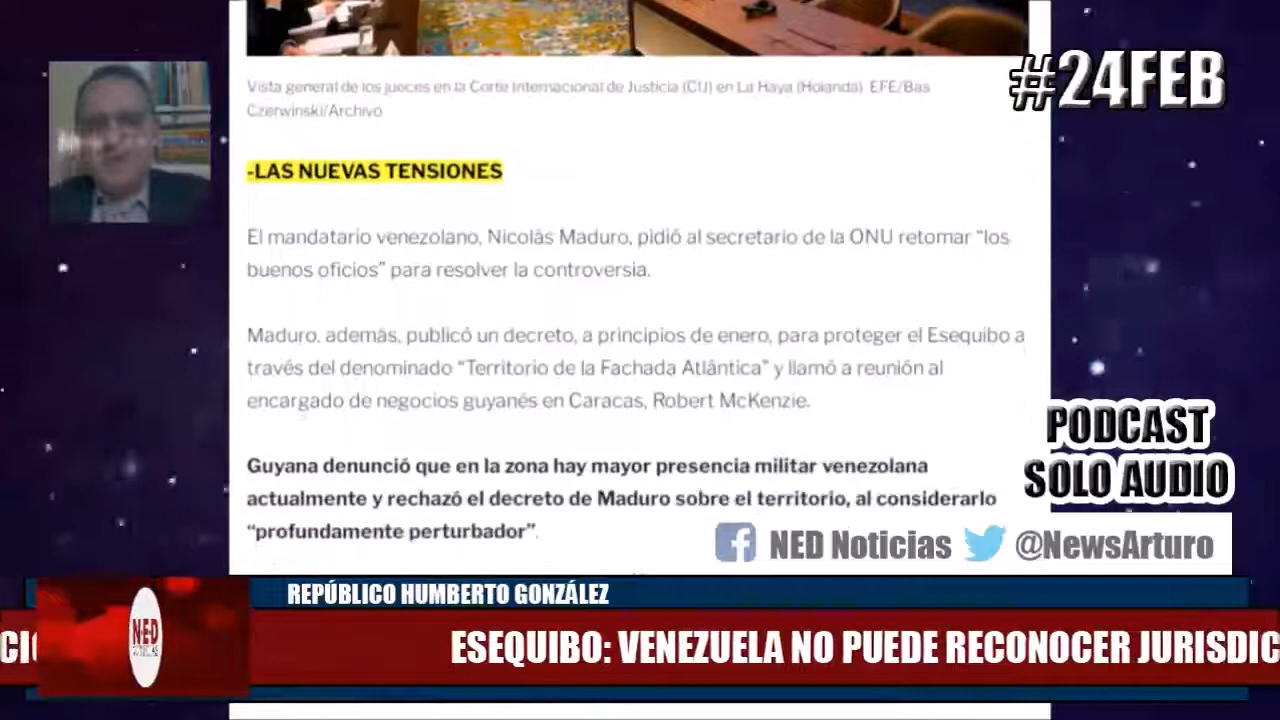 Vista general de los jueces en la Corte Internacional de Justicia (CIJ) en La Haya (Holanda). EFE/Bas
Czerwinski/Archivo
#24FEB
-LAS NUEVAS TENSIONES
El mandatario venezolano, Nicolás Maduro, pidió al secretario de la ONU retomar “los
buenos oficios” para resolver la controversia.
Maduro, además, publicó un decreto, a principios de enero, para proteger el Esequibo a
través del denominado “Territorio de la Fachada Atlántica” y llamó a reunión al
encargado de negocios guyanés en Caracas, Robert McKenzie.
PODCAST
SOLO AUDIO
Guyana denunció que en la zona hay mayor presencia militar venezolana
actualmente y rechazó el decreto de Maduro sobre el territorio, al considerarlo
“profundamente perturbador”.
NED Noticias @NewsArturo
REPÚBLICO HUMBERTO GONZÁLEZ
NED
NOTICIAS
ESEQUIBO: VENEZUELA NO PUEDE RECONOCER JURISDIC